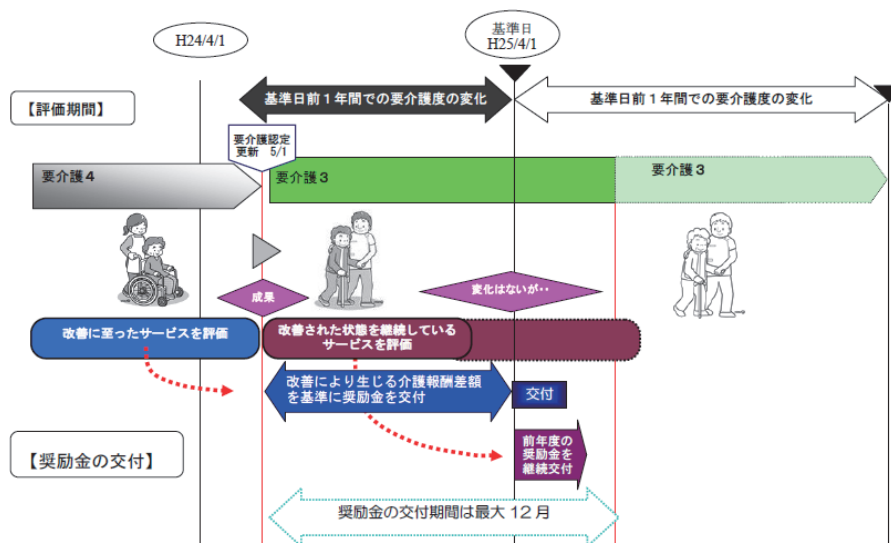 H24/4/1
基準日
H25/4/1
【評価期間】
基準日前１年間での要介護度の変化
基準日前１年間での要介護度の変化
要介護認定
更新 5/1
要介護４
要介護３
要介護３
成果
変化はないが・・
改善に至ったサービスを評価
改善された状態を継続している
サービスを評価
改善により生じる介護報酬差額
を基準に奨励金を交付
交付
【奨励金の交付】
前年度の
奨励金を
継続交付
奨励金の交付期間は最大 12 月